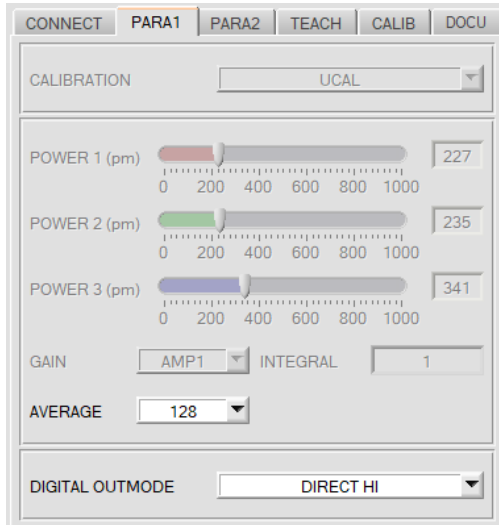 CONNECT PARA1 PARA2 TEACH CALIB DOCU
CALIBRATION UCAL
POWER 1 (pm) 227
0 200 400 600 800 1000
POWER 2 (pm) 235
0 200 400 600 800 1000
POWER 3 (pm) 341
0 200 400 600 800 1000
GAIN AMP1 INTEGRAL 1
AVERAGE 128
DIGITAL OUTMODE DIRECT HI